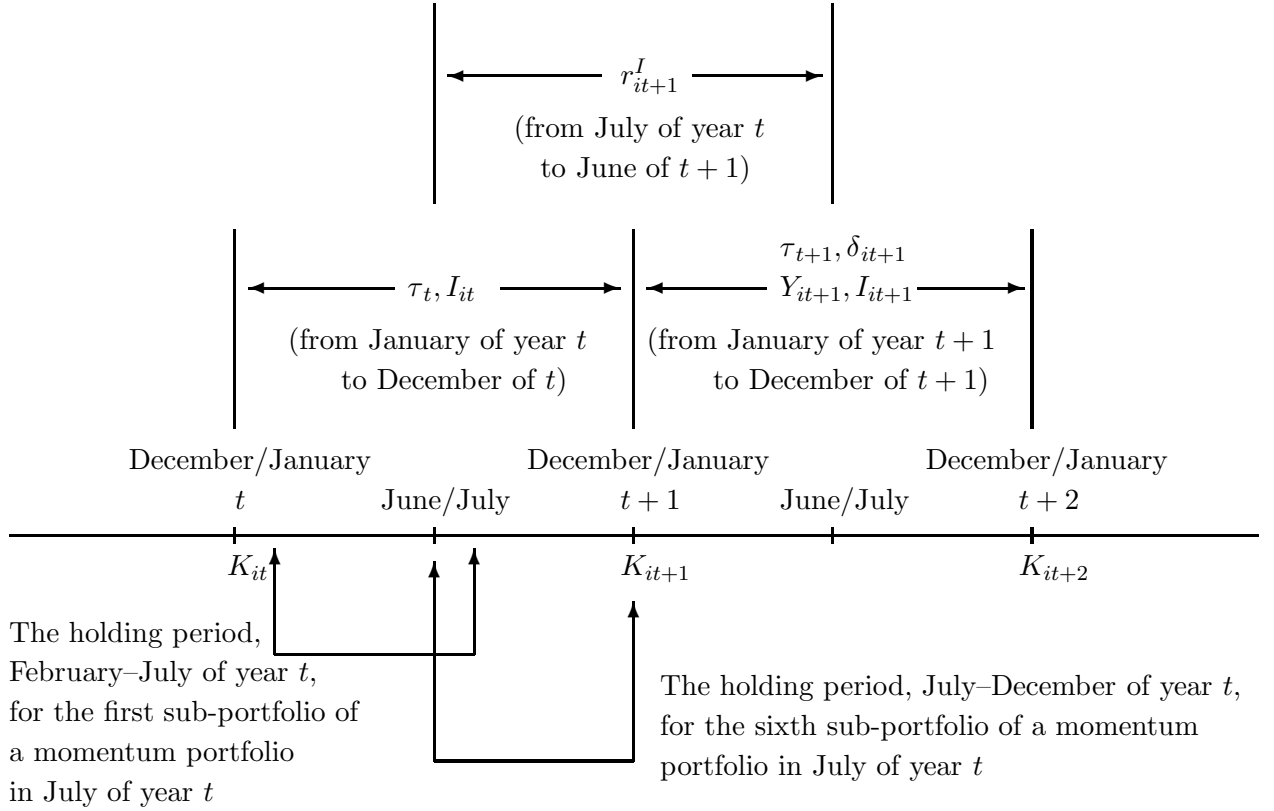 r^I_{it+1}
(from July of year t
to June of t + 1)
τ_{t+1}, δ_{it+1}
τ_t, I_{it}
Y_{it+1}, I_{it+1}
(from January of year t
to December of t)
(from January of year t + 1
to December of t + 1)
December/January
t
June/July
December/January
t + 1
June/July
December/January
t + 2
K_{it}
K_{it+1}
K_{it+2}
The holding period,
February–July of year t,
for the first sub-portfolio of
a momentum portfolio
in July of year t
The holding period, July–December of year t,
for the sixth sub-portfolio of a momentum
portfolio in July of year t